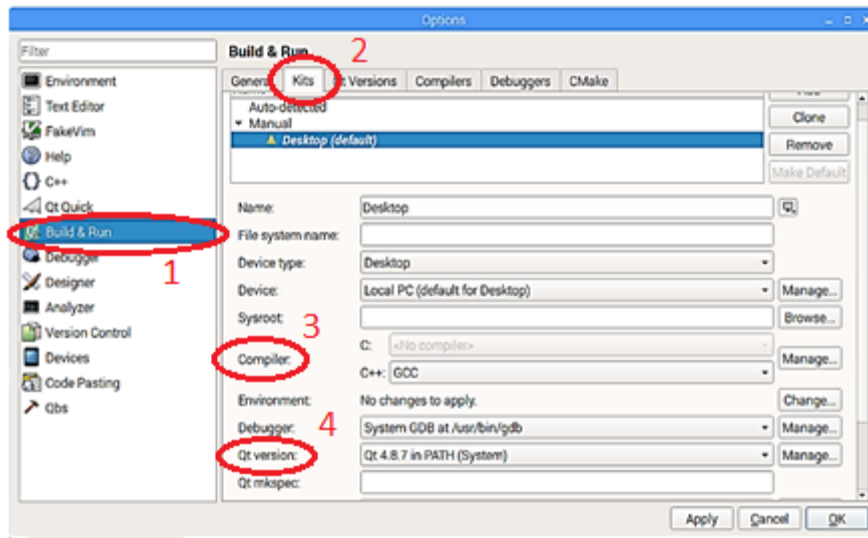 Options
Filter
Build & Run
2
General
Kits
Qt Versions
Compilers
Debuggers
CMake
Environment
Text Editor
FakeVim
Help
C++
Qt Quick
Build & Run
1
Debugger
Designer
Analyzer
Version Control
Devices
Code Pasting
Qbs
Auto-detected
Manual
Desktop (default)
Clone
Remove
Make Default
Name: Desktop
File system name:
Device type: Desktop
Device: Local PC (default for Desktop) Manage...
Sysroot: Browse...
3
Compiler: C: <No compiler> Manage...
C++: GCC
Environment: No changes to apply. Change...
4
Debugger: System GDB at /usr/bin/gdb Manage...
Qt version: Qt 4.8.7 in PATH (System) Manage...
Qt mkspec:
Apply Cancel OK